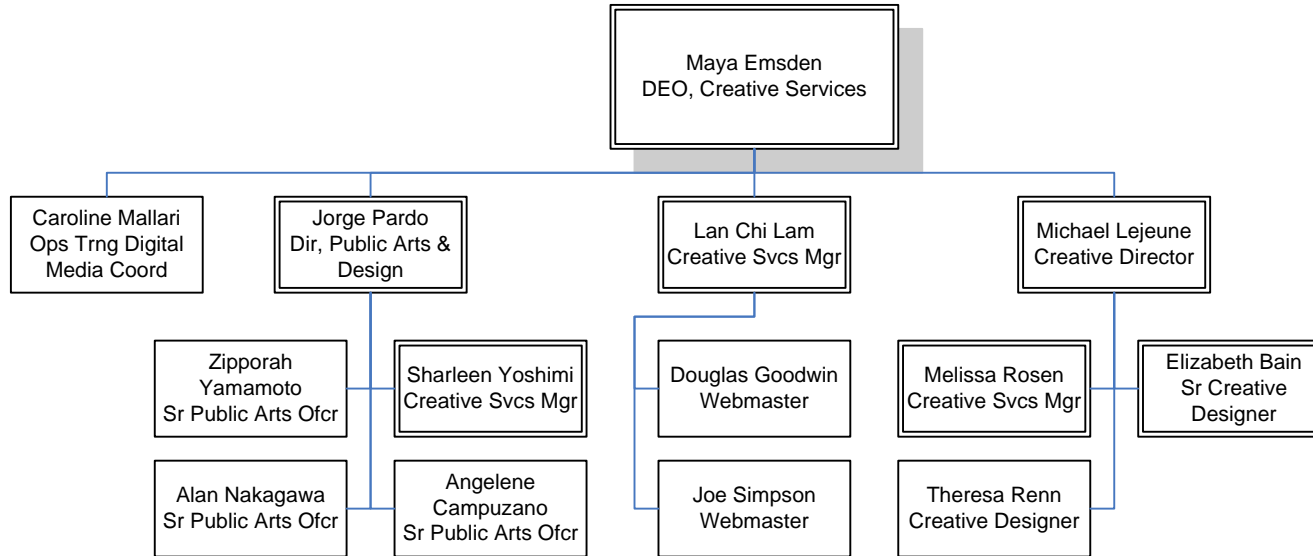 Maya Emsden
DEO, Creative Services
Caroline Mallari
Ops Trng Digital
Media Coord
Jorge Pardo
Dir, Public Arts &
Design
Lan Chi Lam
Creative Svcs Mgr
Michael Lejeune
Creative Director
Zipporah
Yamamoto
Sr Public Arts Ofcr
Sharleen Yoshimi
Creative Svcs Mgr
Douglas Goodwin
Webmaster
Melissa Rosen
Creative Svcs Mgr
Elizabeth Bain
Sr Creative
Designer
Alan Nakagawa
Sr Public Arts Ofcr
Angelene
Campuzano
Sr Public Arts Ofcr
Joe Simpson
Webmaster
Theresa Renn
Creative Designer